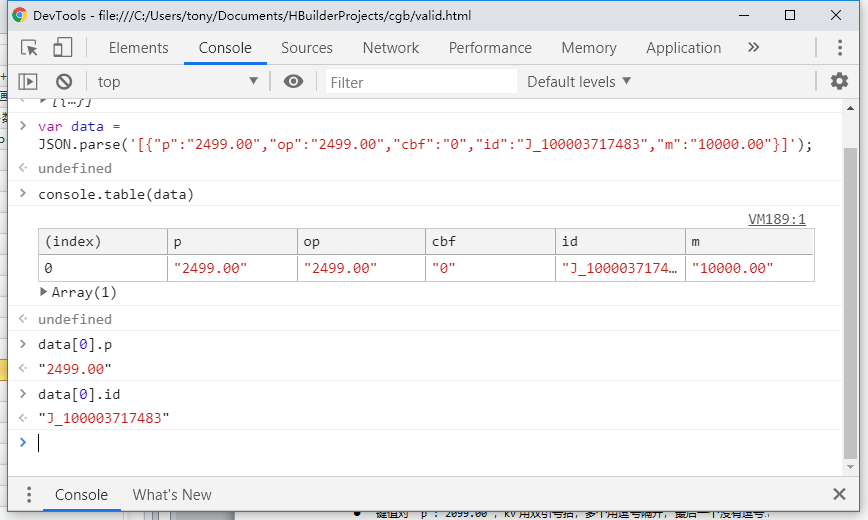 DevTools - file:///C:/Users/tony/Documents/HBuilderProjects/cgb/valid.html
Elements Console Sources Network Performance Memory Application »
top Filter Default levels ▼
[{…}]
var data =
JSON.parse('[{"p":"2499.00","op":"2499.00","cbf":"0","id":"J_100003717483","m":"10000.00"}]');
undefined
console.table(data)
VM189:1
(index) p op cbf id m
0 "2499.00" "2499.00" "0" "J_1000037174… "10000.00"
Array(1)
undefined
data[0].p
"2499.00"
data[0].id
"J_100003717483"
Console What's New